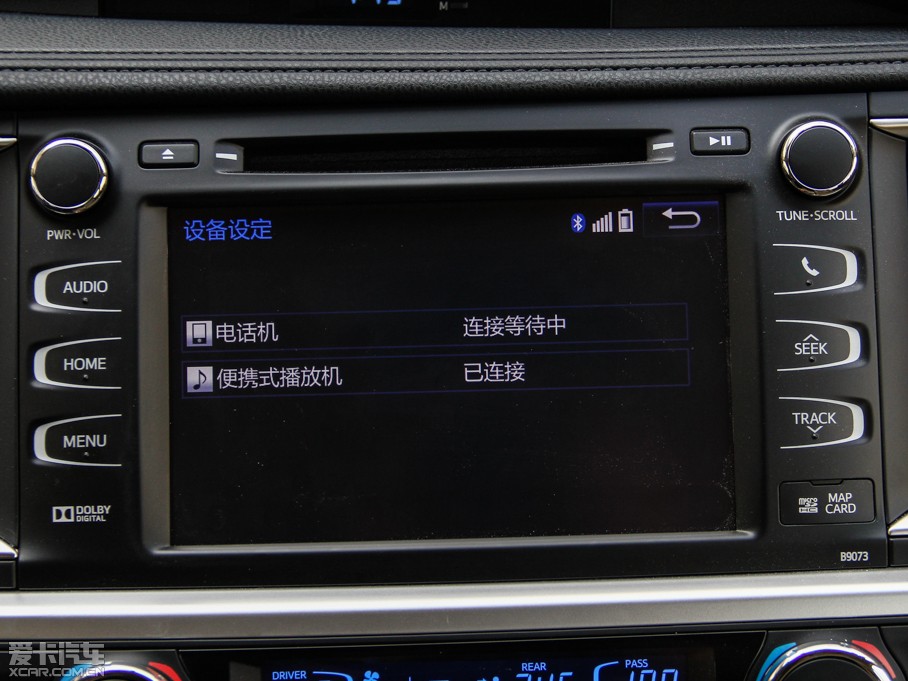 M
PWR·VOL
TUNE·SCROLL
AUDIO
HOME
MENU
DOLBY
DIGITAL
设备设定
电话机 连接等待中
便携式播放机 已连接
SEEK
TRACK
micro
MAP
CARD
B9073
爱卡汽车
XCAR.COM.CN
DRIVER
REAR
PASS